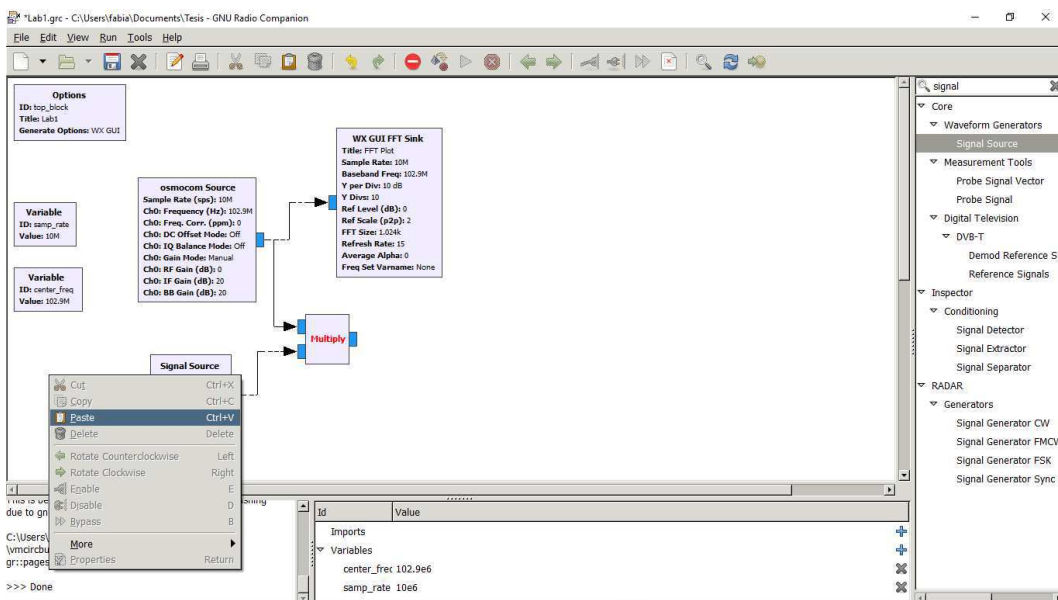 *Lab1.grc - C:\Users\fabia\Documents\Tesis - GNU Radio Companion
File Edit View Run Tools Help
Options
ID: top_block
Title: Lab1
Generate Options: WX GUI
Variable
ID: samp_rate
Value: 10M
Variable
ID: center_freq
Value: 102.9M
osmocom Source
Sample Rate (sps): 10M
Ch0: Frequency (Hz): 102.9M
Ch0: Freq. Corr. (ppm): 0
Ch0: DC Offset Mode: Off
Ch0: IQ Balance Mode: Off
Ch0: Gain Mode: Manual
Ch0: RF Gain (dB): 0
Ch0: IF Gain (dB): 20
Ch0: BB Gain (dB): 20
WX GUI FFT Sink
Title: FFT Plot
Sample Rate: 10M
Baseband Freq: 102.9M
Y per Div: 10 dB
Y Divs: 10
Ref Level (dB): 0
Ref Scale (p2p): 2
FFT Size: 1.024k
Refresh Rate: 15
Average Alpha: 0
Freq Set Varname: None
Multiply
Signal Source
Cut Ctrl+X
Copy Ctrl+C
Paste Ctrl+V
Delete Delete
Rotate Counterclockwise Left
Rotate Clockwise Right
Enable E
Disable D
Bypass B
More
Properties Return
due to gn
C:\Users\
\vmcircbu
gr::pages
>>> Done
Id Value
Imports
Variables
center_frec 102.9e6
samp_rate 10e6
signal
Core
Waveform Generators
Signal Source
Measurement Tools
Probe Signal Vector
Probe Signal
Digital Television
DVB-T
Demod Reference S
Reference Signals
Inspector
Conditioning
Signal Detector
Signal Extractor
Signal Separator
RADAR
Generators
Signal Generator CW
Signal Generator FMCW
Signal Generator FSK
Signal Generator Sync